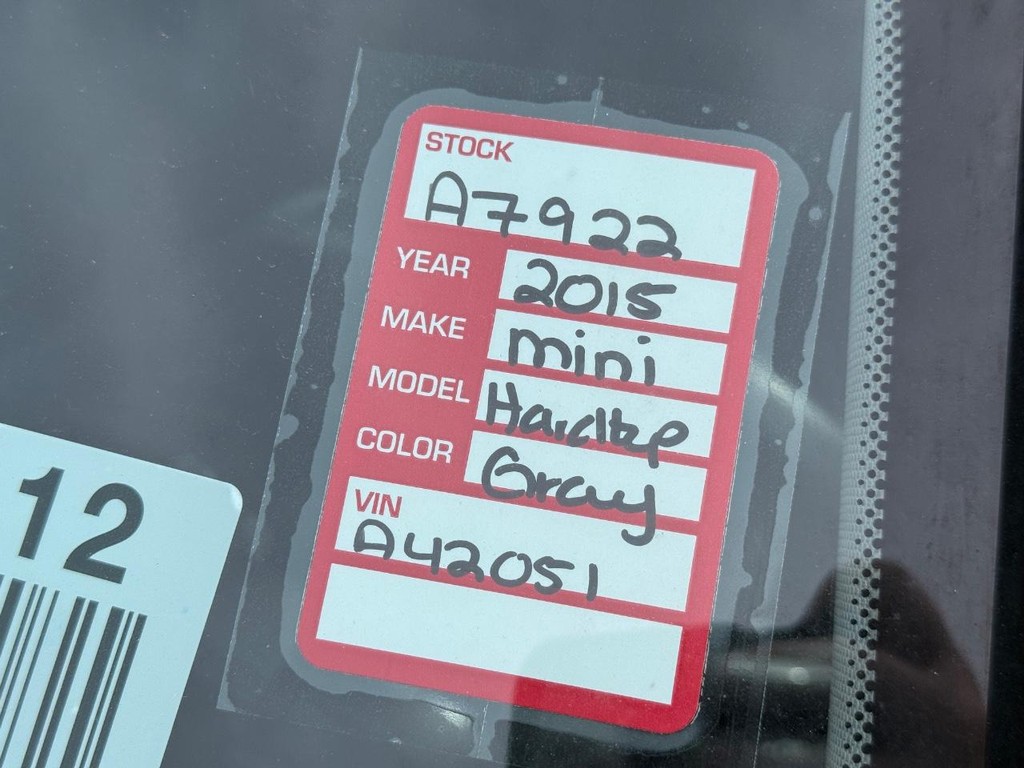 STOCK
A7922
YEAR 2015
MAKE mini
MODEL Hardtop
COLOR Gray
VIN
A42051
12